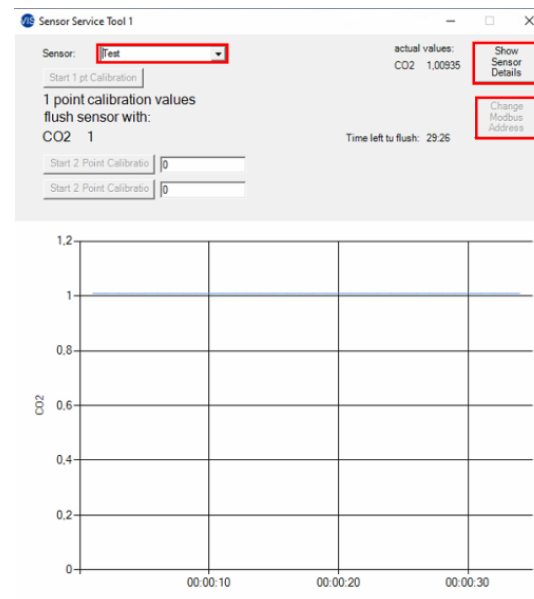 VIS Sensor Service Tool 1
Sensor: Test
actual values:
CO2 1,00935
Show
Sensor
Details
Start 1 pt Calibration
1 point calibration values
flush sensor with:
CO2 1
Change
Modbus
Address
Time left tu flush: 29:26
Start 2 Point Calibratio 0
Start 2 Point Calibratio 0
1,2
1
0,8
0,6
0,4
0,2
0
CO2
00:00:10 00:00:20 00:00:30